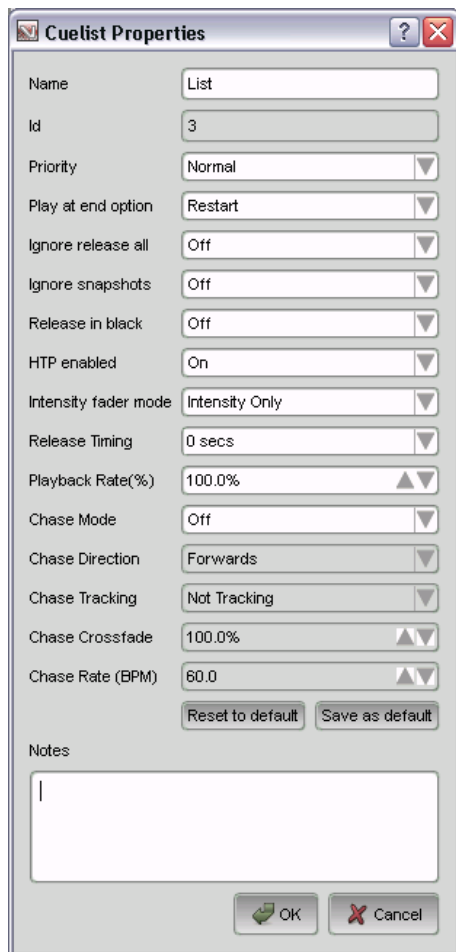 Cuelist Properties
Name List
Id 3
Priority Normal
Play at end option Restart
Ignore release all Off
Ignore snapshots Off
Release in black Off
HTP enabled On
Intensity fader mode Intensity Only
Release Timing 0 secs
Playback Rate(%) 100.0%
Chase Mode Off
Chase Direction Forwards
Chase Tracking Not Tracking
Chase Crossfade 100.0%
Chase Rate (BPM) 60.0
Reset to default Save as default
Notes
OK Cancel